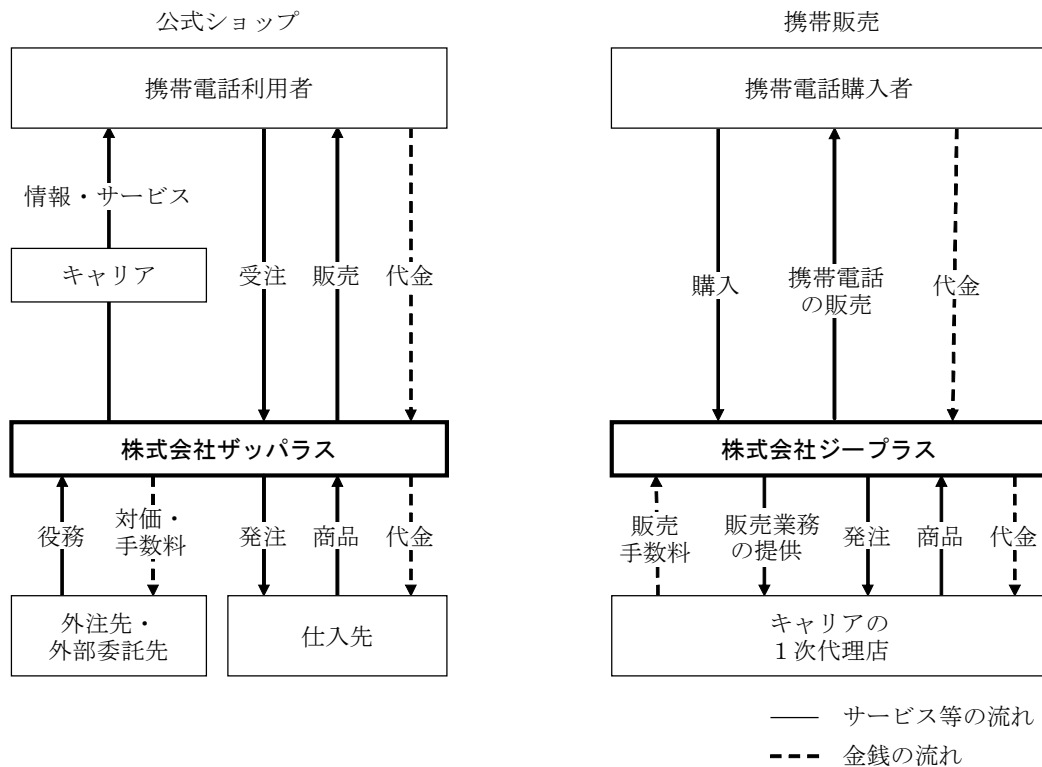 公式ショップ
携帯電話利用者
情報・サービス
キャリア
受注
販売
代金
株式会社ザッパラス
役務
対価・
手数料
発注
商品
代金
外注先・
外部委託先
仕入先
携帯販売
携帯電話購入者
購入
携帯電話
の販売
代金
株式会社ジープラス
販売
手数料
販売業務
の提供
発注
商品
代金
キャリアの
1次代理店
サービス等の流れ
金銭の流れ